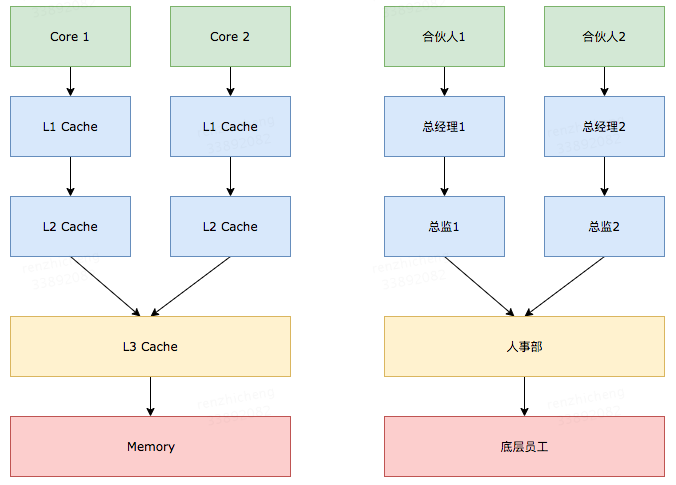 Core 1
Core 2
合伙人1
合伙人2
L1 Cache
L1 Cache
总经理1
总经理2
L2 Cache
L2 Cache
总监1
总监2
L3 Cache
人事部
Memory
底层员工